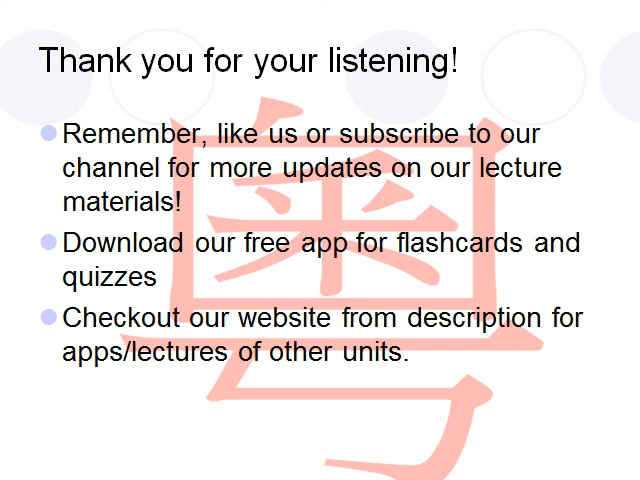 Thank you for your listening!
Remember, like us or subscribe to our
channel for more updates on our lecture
materials!
Download our free app for flashcards and
quizzes
Checkout our website from description for
apps/lectures of other units.
粵